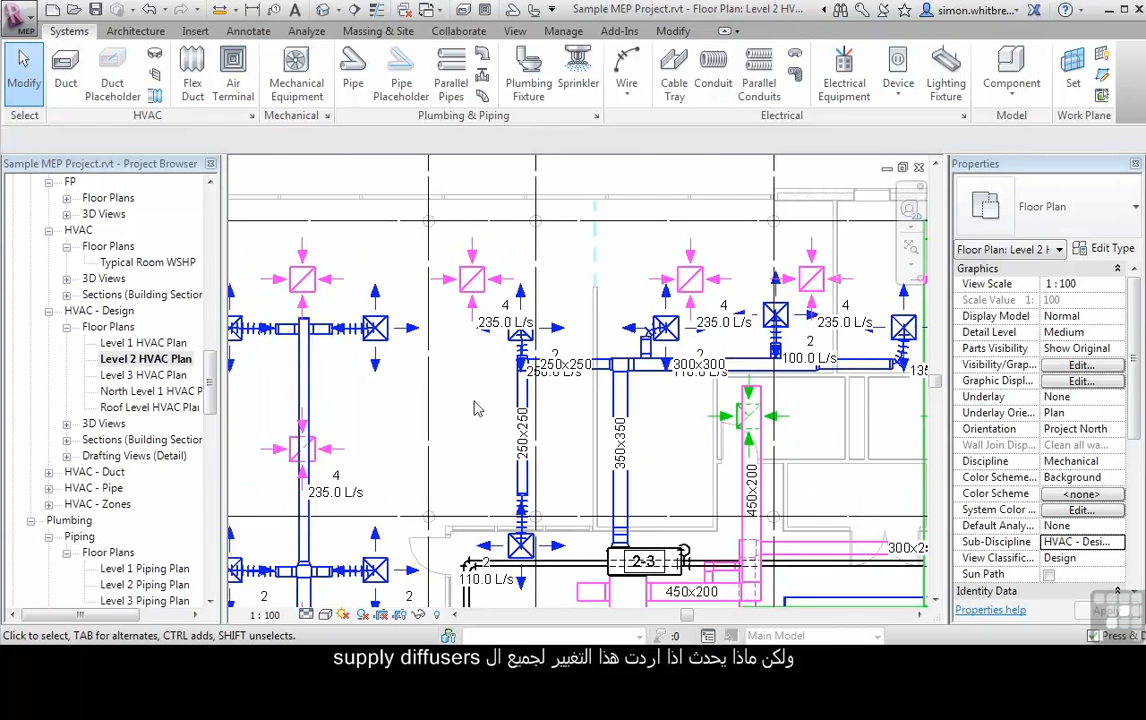 Sample MEP Project.rvt - Floor Plan: Level 2 HV...
simon.whitbre...
MEP
Systems Architecture Insert Annotate Analyze Massing & Site Collaborate View Manage Add-Ins Modify
Modify
Duct
Duct Placeholder
Flex Duct
Air Terminal
Mechanical Equipment
Pipe
Pipe Placeholder
Parallel Pipes
Plumbing Fixture
Sprinkler
Wire
Cable Tray
Conduit
Parallel Conduits
Electrical Equipment
Device
Lighting Fixture
Component
Set
Select HVAC Mechanical Plumbing & Piping Electrical Model Work Plane
Sample MEP Project.rvt - Project Browser
FP
Floor Plans
3D Views
HVAC
Floor Plans
Typical Room WSHP
3D Views
Sections (Building Section
HVAC - Design
Floor Plans
Level 1 HVAC Plan
Level 2 HVAC Plan
Level 3 HVAC Plan
North Level 1 HVAC P
Roof Level HVAC Plan
3D Views
Sections (Building Section
Drafting Views (Detail)
HVAC - Duct
HVAC - Pipe
HVAC - Zones
Plumbing
Piping
Floor Plans
Level 1 Piping Plan
Level 2 Piping Plan
Level 3 Piping Plan
2D
4
235.0 L/s
4
235.0 L/s
4
235.0 L/s
2
100.0 L/s
250x250
300x300
135
250x250
350x350
450x200
4
235.0 L/s
2
110.0 L/s
2-3
300x2
450x200
2
2
Properties
Floor Plan
Floor Plan: Level 2 H
Edit Type
Graphics
View Scale 1 : 100
Scale Value 1: 100
Display Model Normal
Detail Level Medium
Parts Visibility Show Original
Visibility/Grap... Edit...
Graphic Displ... Edit...
Underlay None
Underlay Orient... Plan
Orientation Project North
Wall Join Displ... Clean all wa...
Discipline Mechanical
Color Scheme... Background
Color Scheme <none>
System Color ... Edit...
Default Analy... None
Sub-Discipline HVAC - Desi...
View Classific... Design
Sun Path
Identity Data
Properties help
Apply
1 : 100
Click to select, TAB for alternates, CTRL adds, SHIFT unselects.
:0
Main Model
Press & D
ولكن ماذا يحدث اذا اردت هذا التغيير لجميع ال supply diffusers